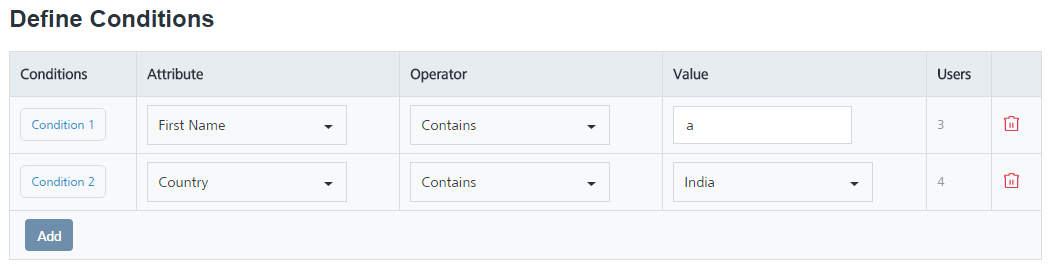 Define Conditions
Conditions Attribute Operator Value Users
Condition 1 First Name Contains a 3
Condition 2 Country Contains India 4
Add